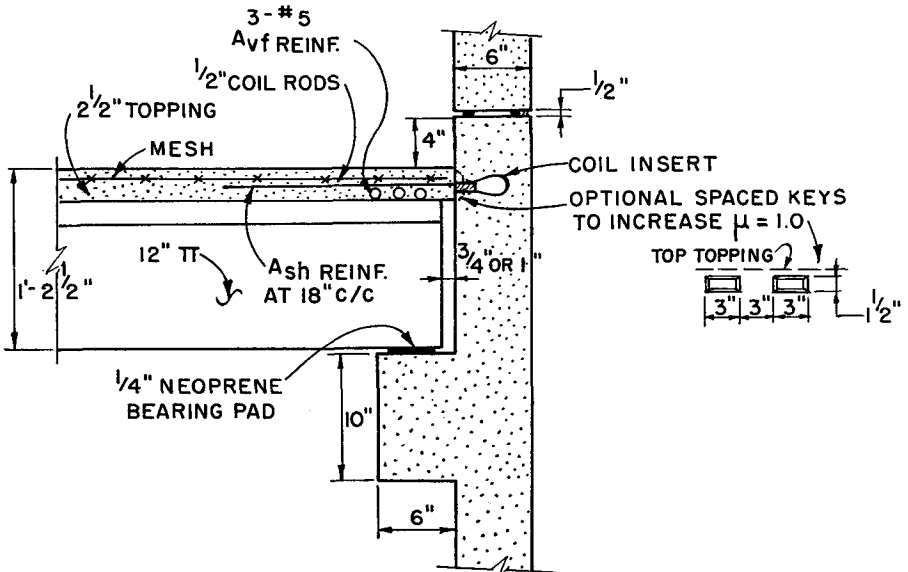 3-#5
Avf REINF.
1/2" COIL RODS
2 1/2" TOPPING
MESH
6"
1/2"
4"
COIL INSERT
OPTIONAL SPACED KEYS
TO INCREASE μ = 1.0
TOP TOPPING
3" 3" 3"
1 1/2"
1'-2 1/2"
12" TT
Ash REINF.
AT 18" C/C
3/4" OR 1"
1/4" NEOPRENE
BEARING PAD
10"
6"